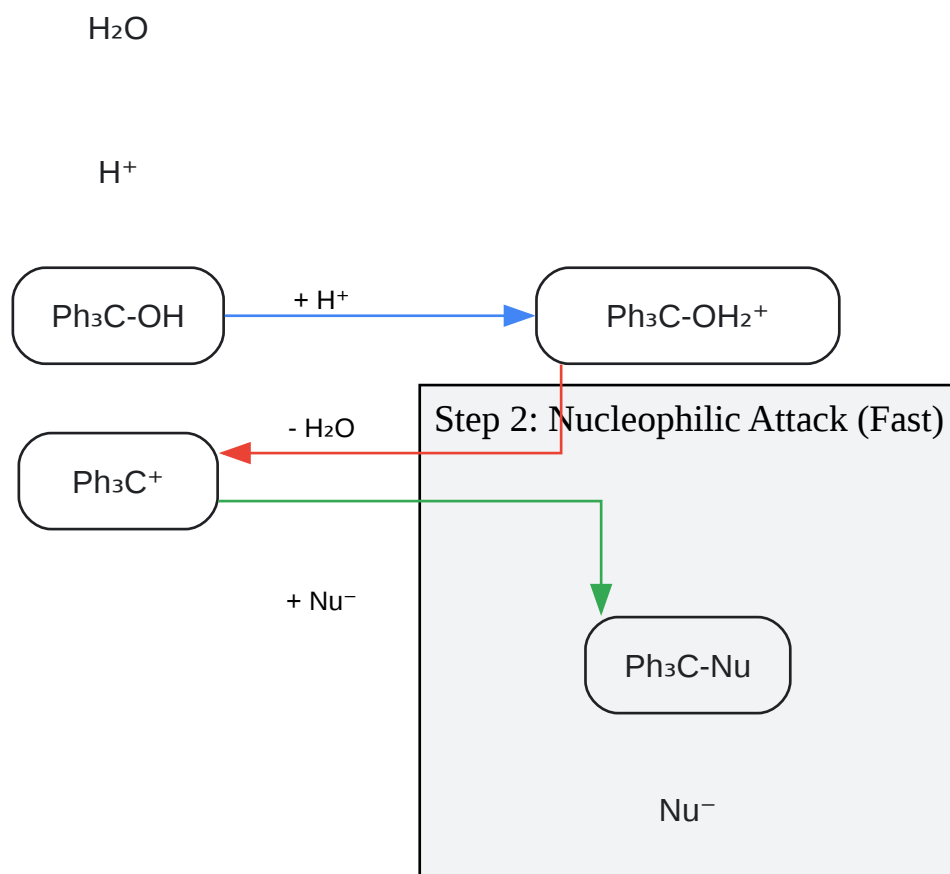 H₂O
H⁺
Ph₃C-OH
+ H⁺
Ph₃C-OH₂⁺
Step 2: Nucleophilic Attack (Fast)
- H₂O
Ph₃C⁺
+ Nu⁻
Ph₃C-Nu
Nu⁻